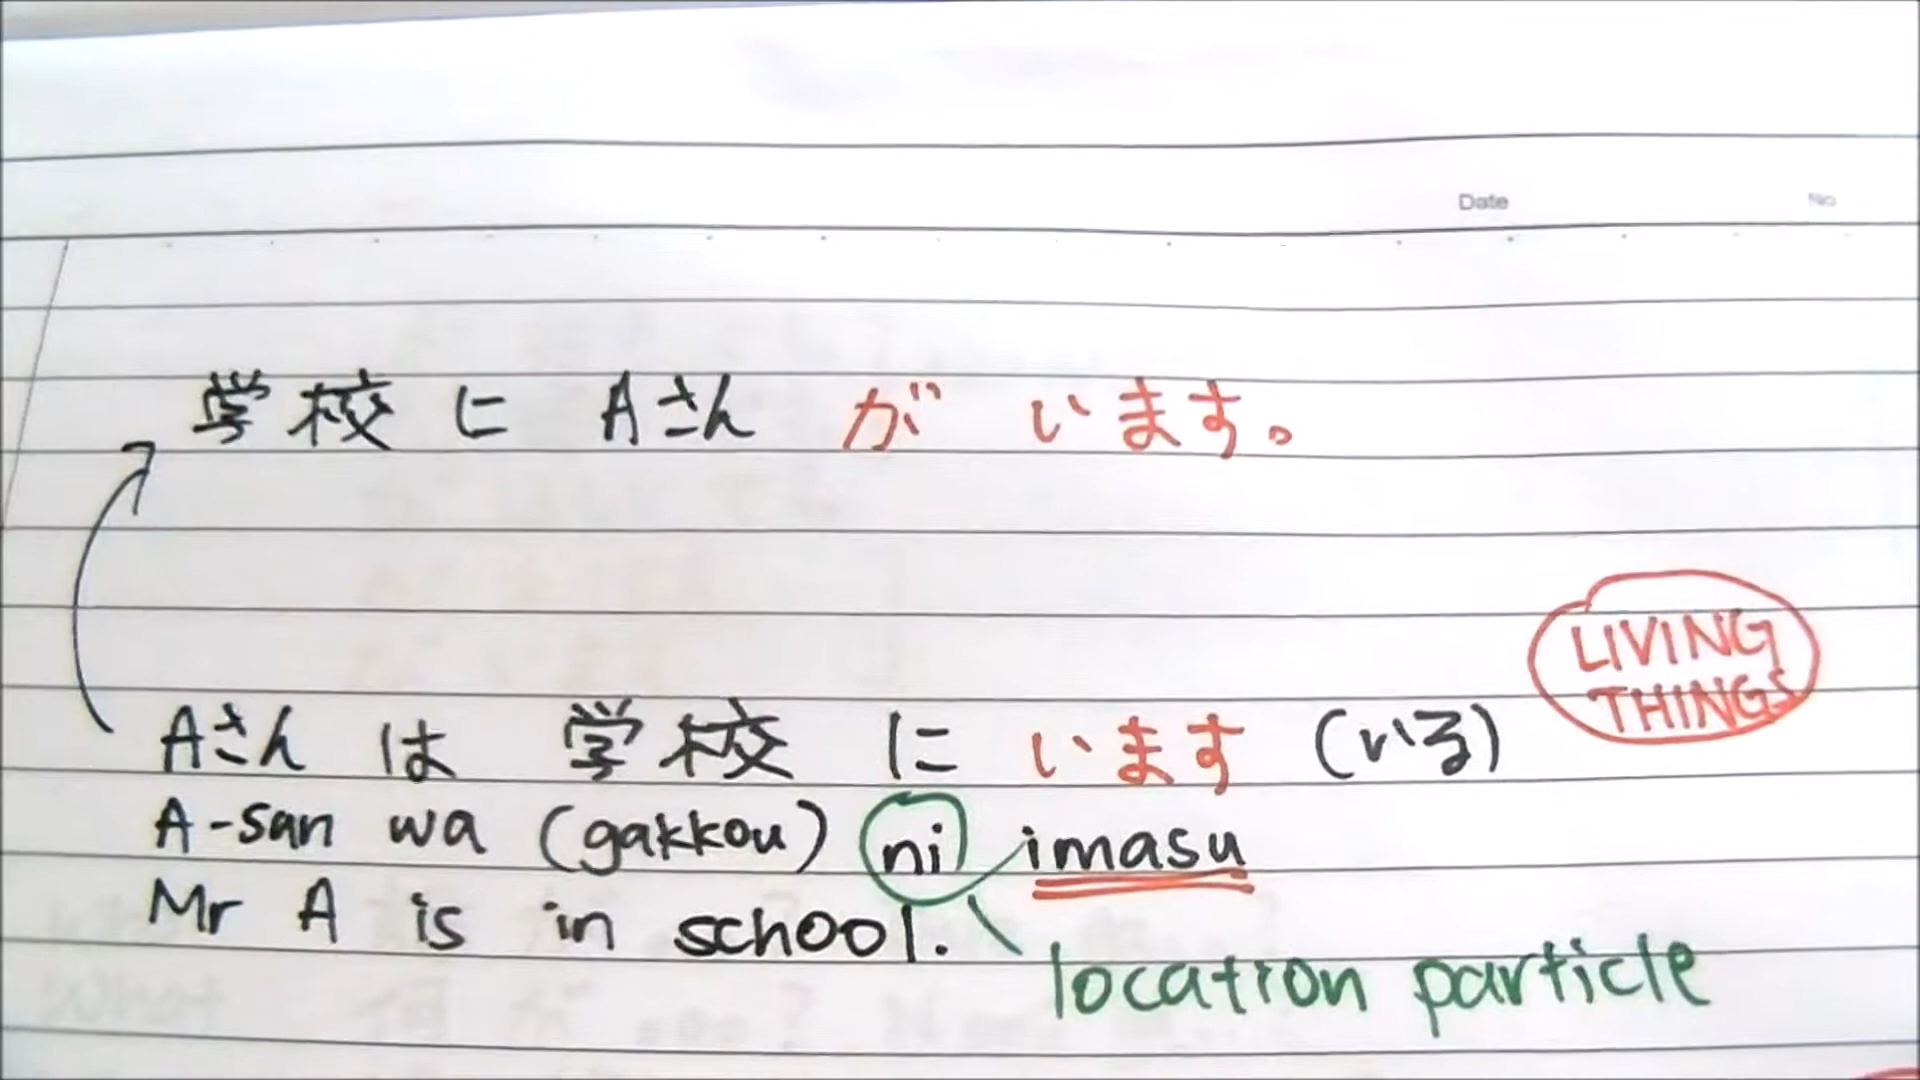 Date No
学校 に Aさん が います。
LIVING
THINGS
Aさん は 学校 に います (いる)
A-san wa (gakkou) ni imasu
Mr A is in school.
location particle